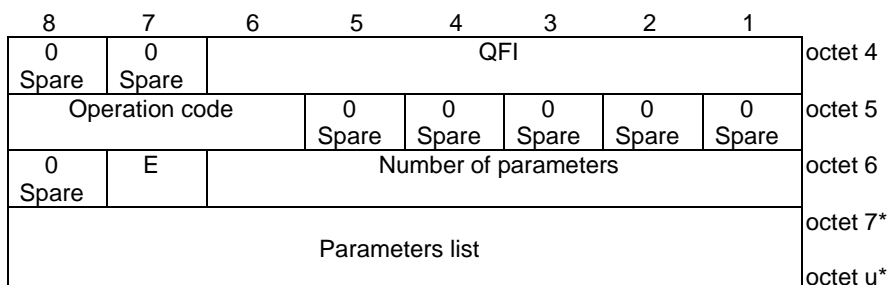 8 7 6 5 4 3 2 1
0 0 QFI octet 4
Spare Spare
Operation code 0 0 0 0 0 octet 5
Spare Spare Spare Spare Spare
0 E Number of parameters octet 6
Spare
octet 7*
Parameters list
octet u*